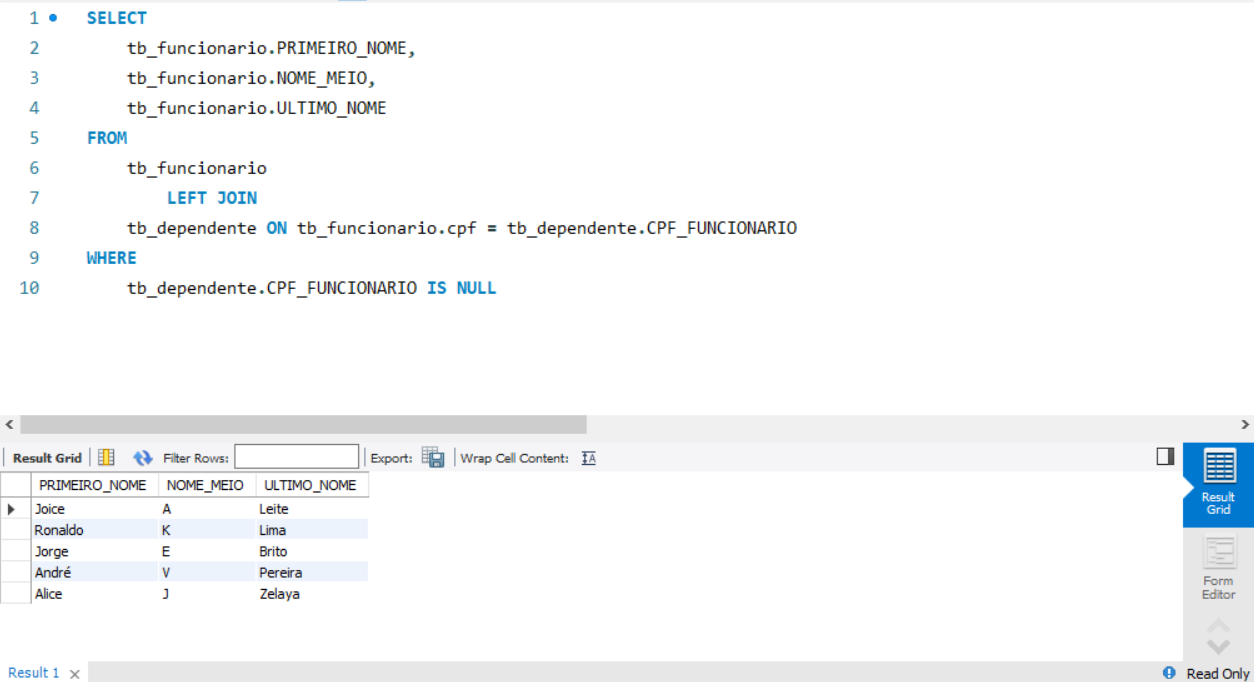 1 SELECT
2 tb_funcionario.PRIMEIRO_NOME,
3 tb_funcionario.NOME_MEIO,
4 tb_funcionario.ULTIMO_NOME
5 FROM
6 tb_funcionario
7 LEFT JOIN
8 tb_dependente ON tb_funcionario.cpf = tb_dependente.CPF_FUNCIONARIO
9 WHERE
10 tb_dependente.CPF_FUNCIONARIO IS NULL
Result Grid Filter Rows: Export: Wrap Cell Content: IA
PRIMEIRO_NOME NOME_MEIO ULTIMO_NOME
Joice A Leite
Ronaldo K Lima
Jorge E Brito
André V Pereira
Alice J Zelaya
Result
Grid
Form
Editor
Result 1 Read Only